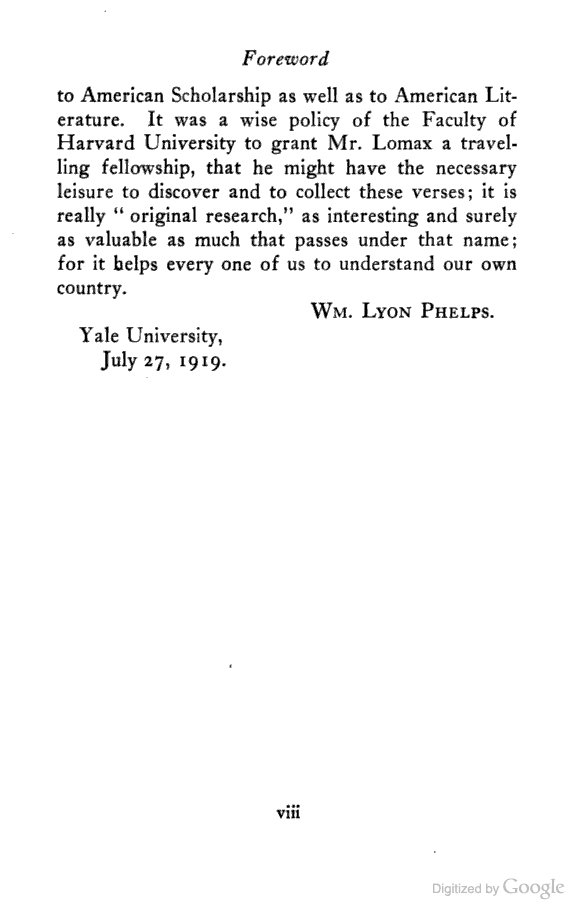 Foreword
to American Scholarship as well as to American Lit-
erature. It was a wise policy of the Faculty of
Harvard University to grant Mr. Lomax a travel-
ling fellowship, that he might have the necessary
leisure to discover and to collect these verses; it is
really “ original research,” as interesting and surely
as valuable as much that passes under that name;
for it helps every one of us to understand our own
country.
Wm. Lyon Phelps.
Yale University,
July 27, 1919.
viii
Digitized by Google